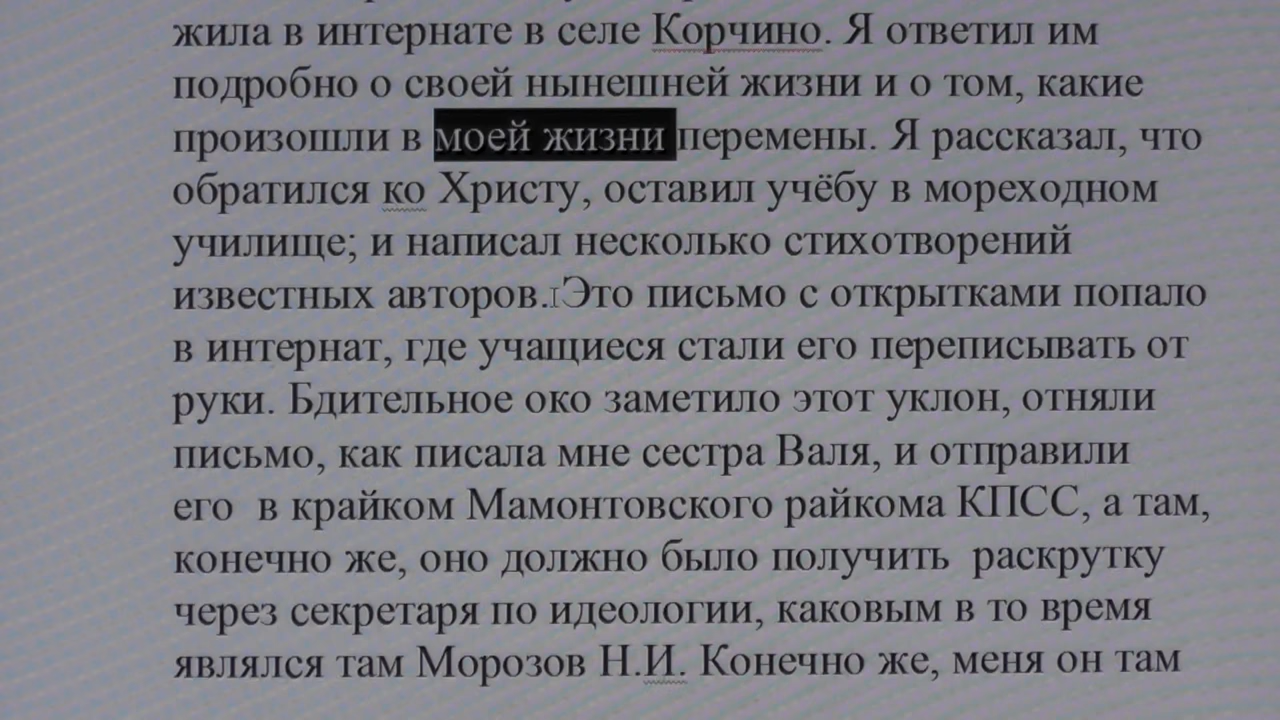 жила в интернате в селе Корчино. Я ответил им
подробно о своей нынешней жизни и о том, какие
произошли в моей жизни перемены. Я рассказал, что
обратился ко Христу, оставил учёбу в мореходном
училище; и написал несколько стихотворений
известных авторов. Это письмо с открытками попало
в интернат, где учащиеся стали его переписывать от
руки. Бдительное око заметило этот уклон, отняли
письмо, как писала мне сестра Валя, и отправили
его  в крайком Мамонтовского райкома КПСС, а там,
конечно же, оно должно было получить  раскрутку
через секретаря по идеологии, каковым в то время
являлся там Морозов Н.И. Конечно же, меня он там